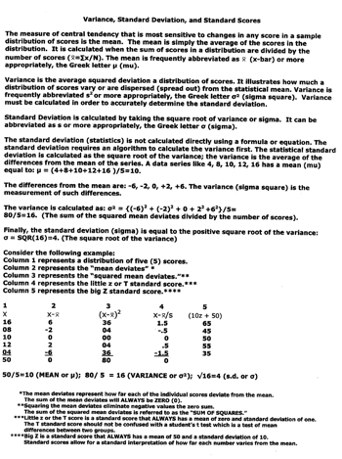 Variance, Standard Deviation, and Standard Scores
The measure of central tendency that is most sensitive to changes in any score in a sample
distribution of scores is the mean. The mean is simply the average of the scores in the
distribution. It is calculated when the sum of scores in a distribution are divided by the
number of scores (x̄=Σx/N). The mean is frequently abbreviated as x̄ (x-bar) or more
appropriately, the Greek letter µ (mu).
Variance is the average squared deviation a distribution of scores. It illustrates how much a
distribution of scores vary or are dispersed (spread out) from the statistical mean. Variance is
frequently abbreviated s² or more appropriately, the Greek letter σ² (sigma square). Variance
must be calculated in order to accurately determine the standard deviation.
Standard Deviation is calculated by taking the square root of variance or sigma. It can be
abbreviated as s or more appropriately, the Greek letter σ (sigma).
The standard deviation (statistics) is not calculated directly using a formula or equation. The
standard deviation requires an algorithm to calculate the variance first. The statistical standard
deviation is calculated as the square root of the variance; the variance is the average of the
differences from the mean of the series. A data series like 4, 8, 10, 12, 16 has a mean (mu)
equal to: µ = (4+8+10+12+16 )/5=10.
The differences from the mean are: -6, -2, 0, +2, +6. The variance (sigma square) is the
measurement of such differences.
The variance is calculated as: σ² = {(-6)² + (-2)² + 0 + 2² +6²}/5=
80/5=16. (The sum of the squared mean deviates divided by the number of scores).
Finally, the standard deviation (sigma) is equal to the positive square root of the variance:
σ = SQR(16)=4. (The square root of the variance)
Consider the following example:
Column 1 represents a distribution of five (5) scores.
Column 2 represents the "mean deviates" *
Column 3 represents the "squared mean deviates."**
Column 4 represents the little z or T standard score.***
Column 5 represents the big Z standard score.****
1 2 3 4 5
X X-x̄ (x-x̄)² X-x̄/s (10z + 50)
16 6 36 1.5 65
08 -2 04 -.5 45
10 0 00 0 50
12 2 04 .5 55
04 -6 36 -1.5 35
50 0 80 0
50/5=10 (MEAN or µ); 80/ 5 = 16 (VARIANCE or σ²); √16=4 (s.d. or σ)
*The mean deviates represent how far each of the individual scores deviate from the mean.
The sum of the mean deviates will ALWAYS be ZERO (0).
**Squaring the mean deviates eliminate negative values the zero sum.
The sum of the squared mean deviates is referred to as the "SUM OF SQUARES."
***Little z or the T score is a standard score that ALWAYS has a mean of zero and standard deviation of one.
The T standard score should not be confused with a student's t test which is a test of mean
differences between two groups.
****Big Z is a standard score that ALWAYS has a mean of 50 and a standard deviation of 10.
Standard scores allow for a standard interpretation of how far each number varies from the mean.